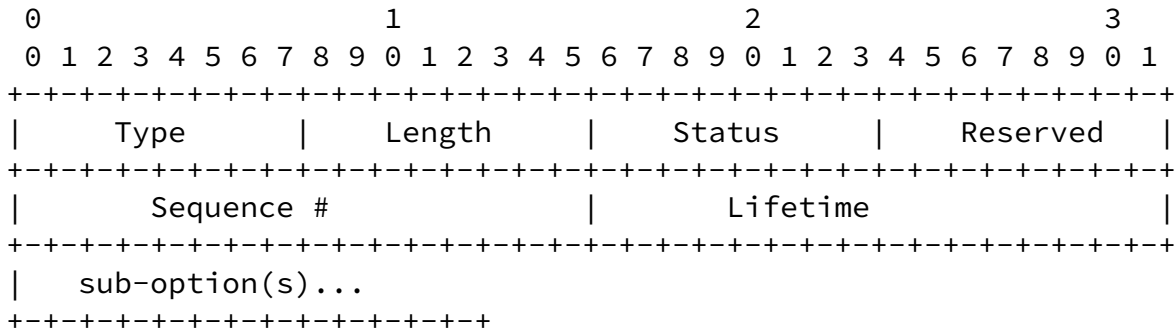 0                   1                   2                   3
 0 1 2 3 4 5 6 7 8 9 0 1 2 3 4 5 6 7 8 9 0 1 2 3 4 5 6 7 8 9 0 1
+-+-+-+-+-+-+-+-+-+-+-+-+-+-+-+-+-+-+-+-+-+-+-+-+-+-+-+-+-+-+-+-+
|     Type      |    Length     |    Status     |    Reserved   |
+-+-+-+-+-+-+-+-+-+-+-+-+-+-+-+-+-+-+-+-+-+-+-+-+-+-+-+-+-+-+-+-+
|       Sequence #              |       Lifetime                |
+-+-+-+-+-+-+-+-+-+-+-+-+-+-+-+-+-+-+-+-+-+-+-+-+-+-+-+-+-+-+-+-+
|   sub-option(s)...
+-+-+-+-+-+-+-+-+-+-+-+-+-+